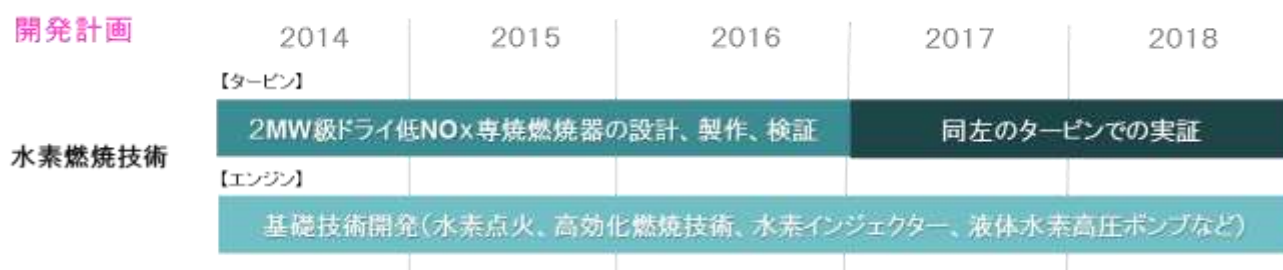 開発計画
2014 2015 2016 2017 2018
【タービン】
2MW級ドライ低NOx専焼燃焼器の設計、製作、検証 同左のタービンでの実証
水素燃焼技術
【エンジン】
基礎技術開発(水素点火、高効化燃焼技術、水素インジェクター、液体水素高圧ポンプなど)